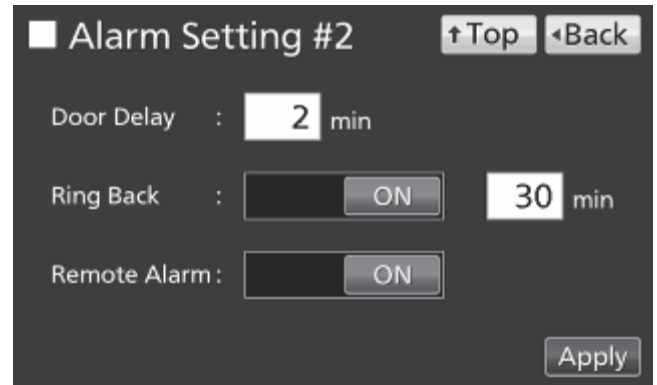 Alarm Setting #2 ↑Top ◂Back
Door Delay : 2 min
Ring Back : ON 30 min
Remote Alarm : ON
Apply